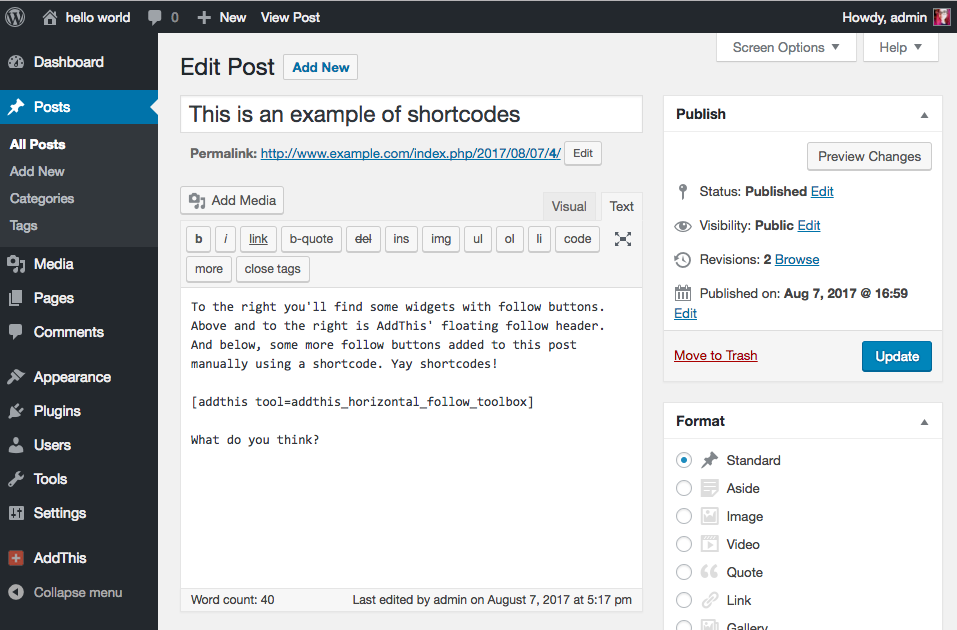 hello world
0
New
View Post
Howdy, admin
Dashboard
Posts
All Posts
Add New
Categories
Tags
Media
Pages
Comments
Appearance
Plugins
Users
Tools
Settings
AddThis
Collapse menu
Screen Options
Help
Edit Post
Add New
This is an example of shortcodes
Permalink: http://www.example.com/index.php/2017/08/07/4/ Edit
Add Media
Visual
Text
b
i
link
b-quote
del
ins
img
ul
ol
li
code
more
close tags
To the right you'll find some widgets with follow buttons.
Above and to the right is AddThis' floating follow header.
And below, some more follow buttons added to this post
manually using a shortcode. Yay shortcodes!
[addthis tool=addthis_horizontal_follow_toolbox]
What do you think?
Word count: 40
Last edited by admin on August 7, 2017 at 5:17 pm
Publish
Preview Changes
Status: Published Edit
Visibility: Public Edit
Revisions: 2 Browse
Published on: Aug 7, 2017 @ 16:59
Edit
Move to Trash
Update
Format
Standard
Aside
Image
Video
Quote
Link
Gallery